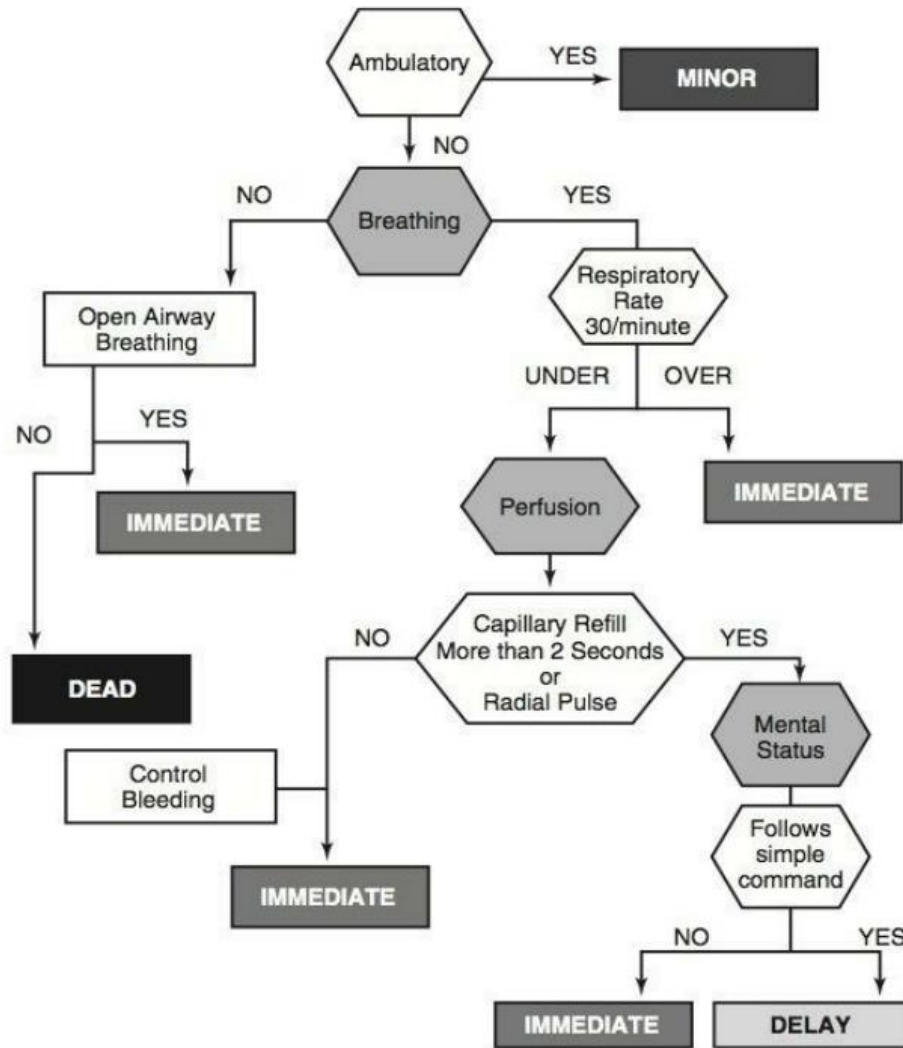 Ambulatory
YES
MINOR
NO
NO
Breathing
YES
Open Airway
Breathing
Respiratory
Rate
30/minute
UNDER
OVER
NO
YES
IMMEDIATE
Perfusion
IMMEDIATE
DEAD
NO
Capillary Refill
More than 2 Seconds
or
Radial Pulse
YES
Mental
Status
Control
Bleeding
Follows
simple
command
IMMEDIATE
NO
YES
IMMEDIATE
DELAY